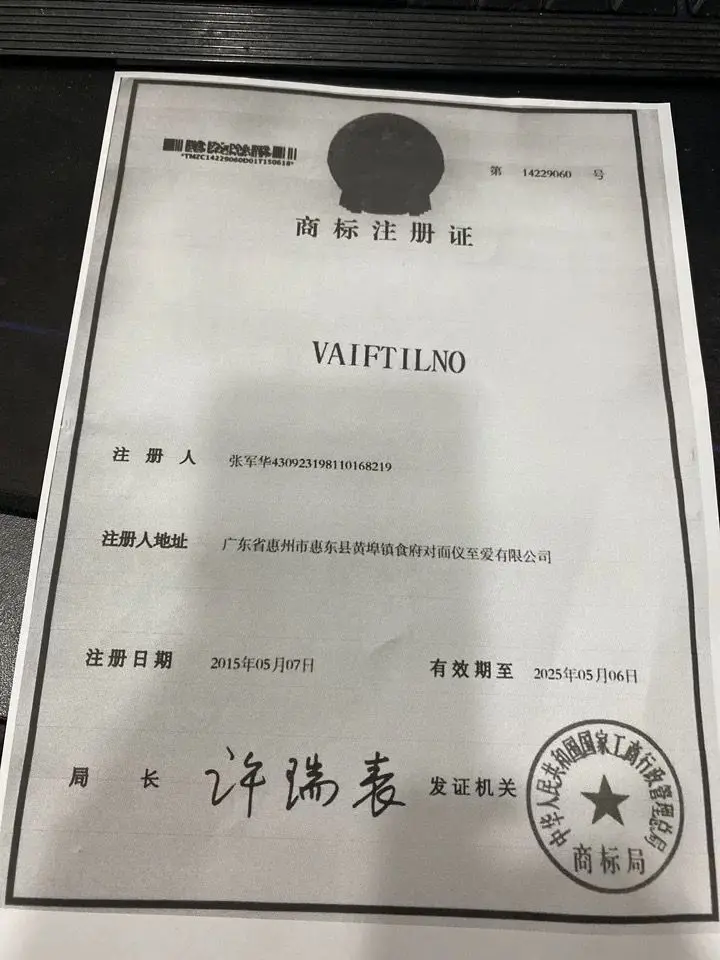 *TMZC14229060D01T150618*
第 14229060 号
商标注册证
VAIFTILNO
注册人 张军华430923198110168219
注册人地址 广东省惠州市惠东县黄埠镇食府对面仪至爱有限公司
注册日期 2015年05月07日 有效期至 2025年05月06日
局长 许瑞表 发证机关
中华人民共和国国家工商行政管理总局
商标局